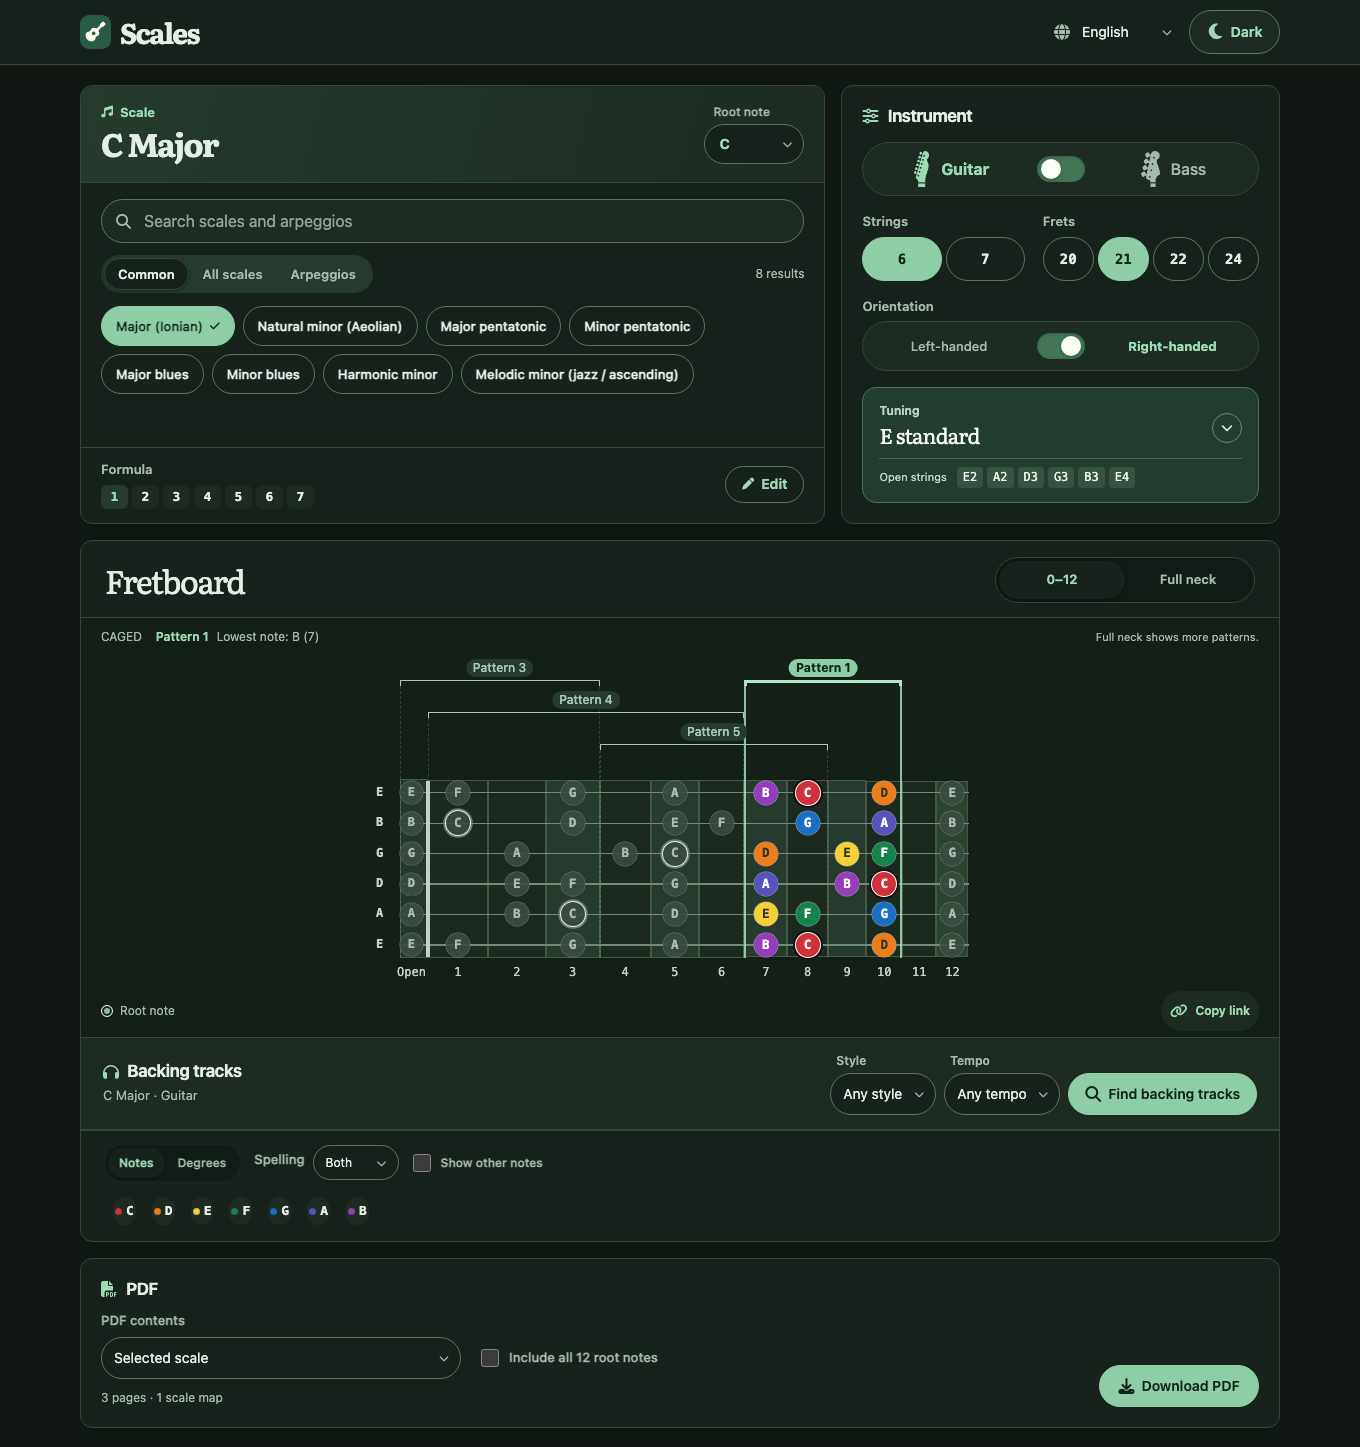 Scales
English
Dark
Scale
C Major
Root note
C
Search scales and arpeggios
Common All scales Arpeggios
8 results
Major (Ionian) Natural minor (Aeolian) Major pentatonic Minor pentatonic
Major blues Minor blues Harmonic minor Melodic minor (jazz / ascending)
Formula
1 2 3 4 5 6 7
Edit
Instrument
Guitar Bass
Strings Frets
6 7 20 21 22 24
Orientation
Left-handed Right-handed
Tuning
E standard
Open strings E2 A2 D3 G3 B3 E4
Fretboard
0–12 Full neck
CAGED Pattern 1 Lowest note: B (7)
Full neck shows more patterns.
Pattern 3 Pattern 1
Pattern 4
Pattern 5
E E F G A B C D E
B B C D E F G A B
G G A B C D E F G
D D E F G A B C D
A A B C D E F G A
E E F G A B C D E
Open 1 2 3 4 5 6 7 8 9 10 11 12
Root note
Copy link
Backing tracks
C Major · Guitar
Style Tempo
Any style Any tempo Find backing tracks
Notes Degrees Spelling Both Show other notes
C D E F G A B
PDF
PDF
PDF contents
Selected scale
Include all 12 root notes
3 pages · 1 scale map
Download PDF